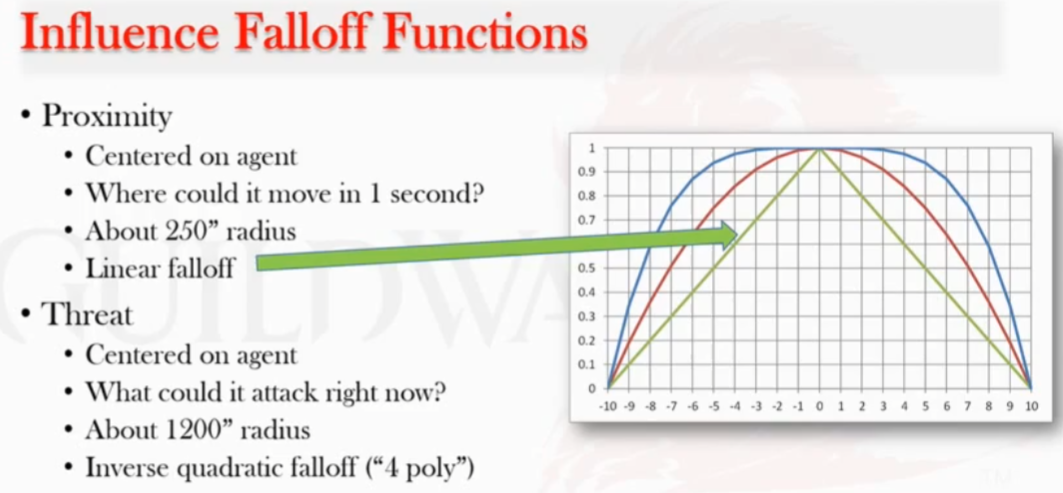 Influence Falloff Functions
• Proximity
• Centered on agent
• Where could it move in 1 second?
• About 250” radius
• Linear falloff
• Threat
• Centered on agent
• What could it attack right now?
• About 1200” radius
• Inverse quadratic falloff (“4 poly”)
1
0.9
0.8
0.7
0.5
0.4
0.3
0.2
0.1
0
-10 -9 -8 -7 -6 -5 -4 -3 -2 -1 0 1 2 3 4 5 6 7 8 9 10
GUILDWA
TM